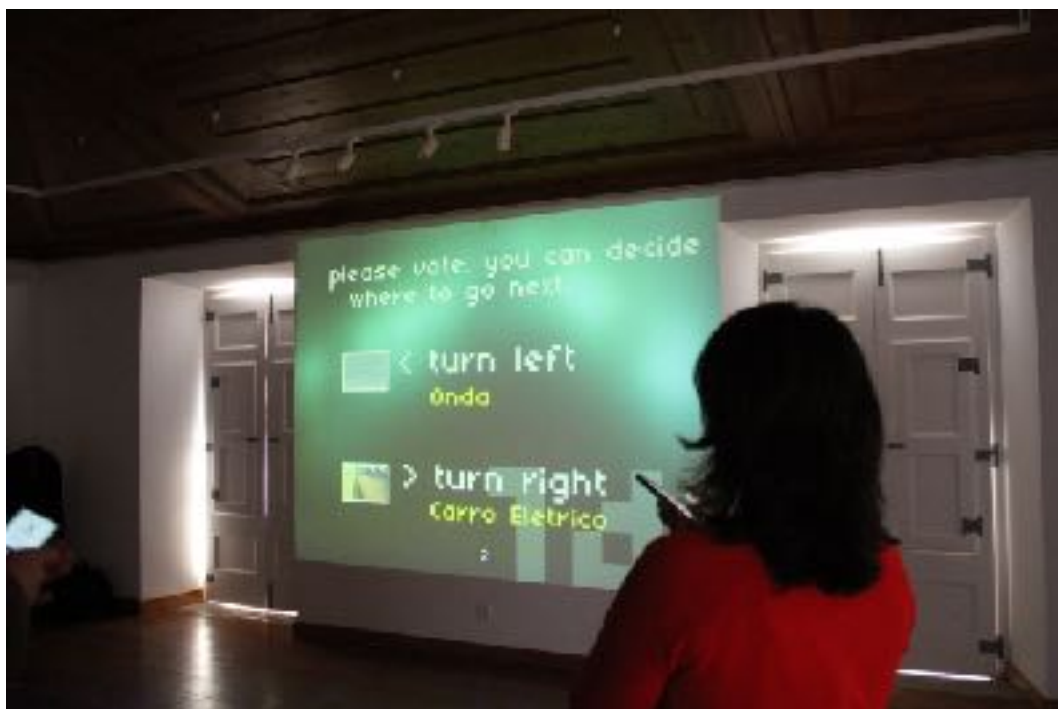 please vote, you can decide
where to go next.
< turn left
Onda
> turn right
Carro Eletrico
2